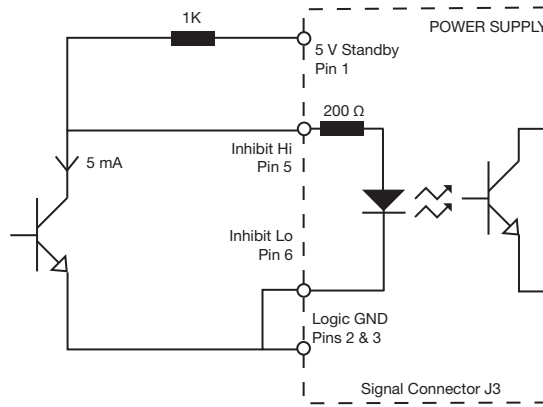 1K
POWER SUPPLY
5 V Standby
Pin 1
200 Ω
Inhibit Hi
Pin 5
5 mA
Inhibit Lo
Pin 6
Logic GND
Pins 2 & 3
Signal Connector J3